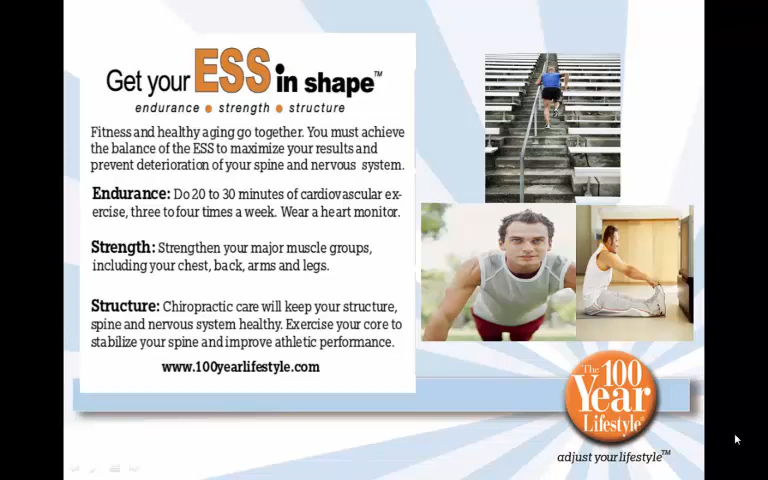 Get your ESS in shape™
endurance ● strength ● structure
Fitness and healthy aging go together. You must achieve
the balance of the ESS to maximize your results and
prevent deterioration of your spine and nervous system.
Endurance: Do 20 to 30 minutes of cardiovascular ex-
ercise, three to four times a week. Wear a heart monitor.
Strength: Strengthen your major muscle groups,
including your chest, back, arms and legs.
Structure: Chiropractic care will keep your structure,
spine and nervous system healthy. Exercise your core to
stabilize your spine and improve athletic performance.
www.100yearlifestyle.com
The 100
Year
Lifestyle®
adjust your lifestyle™